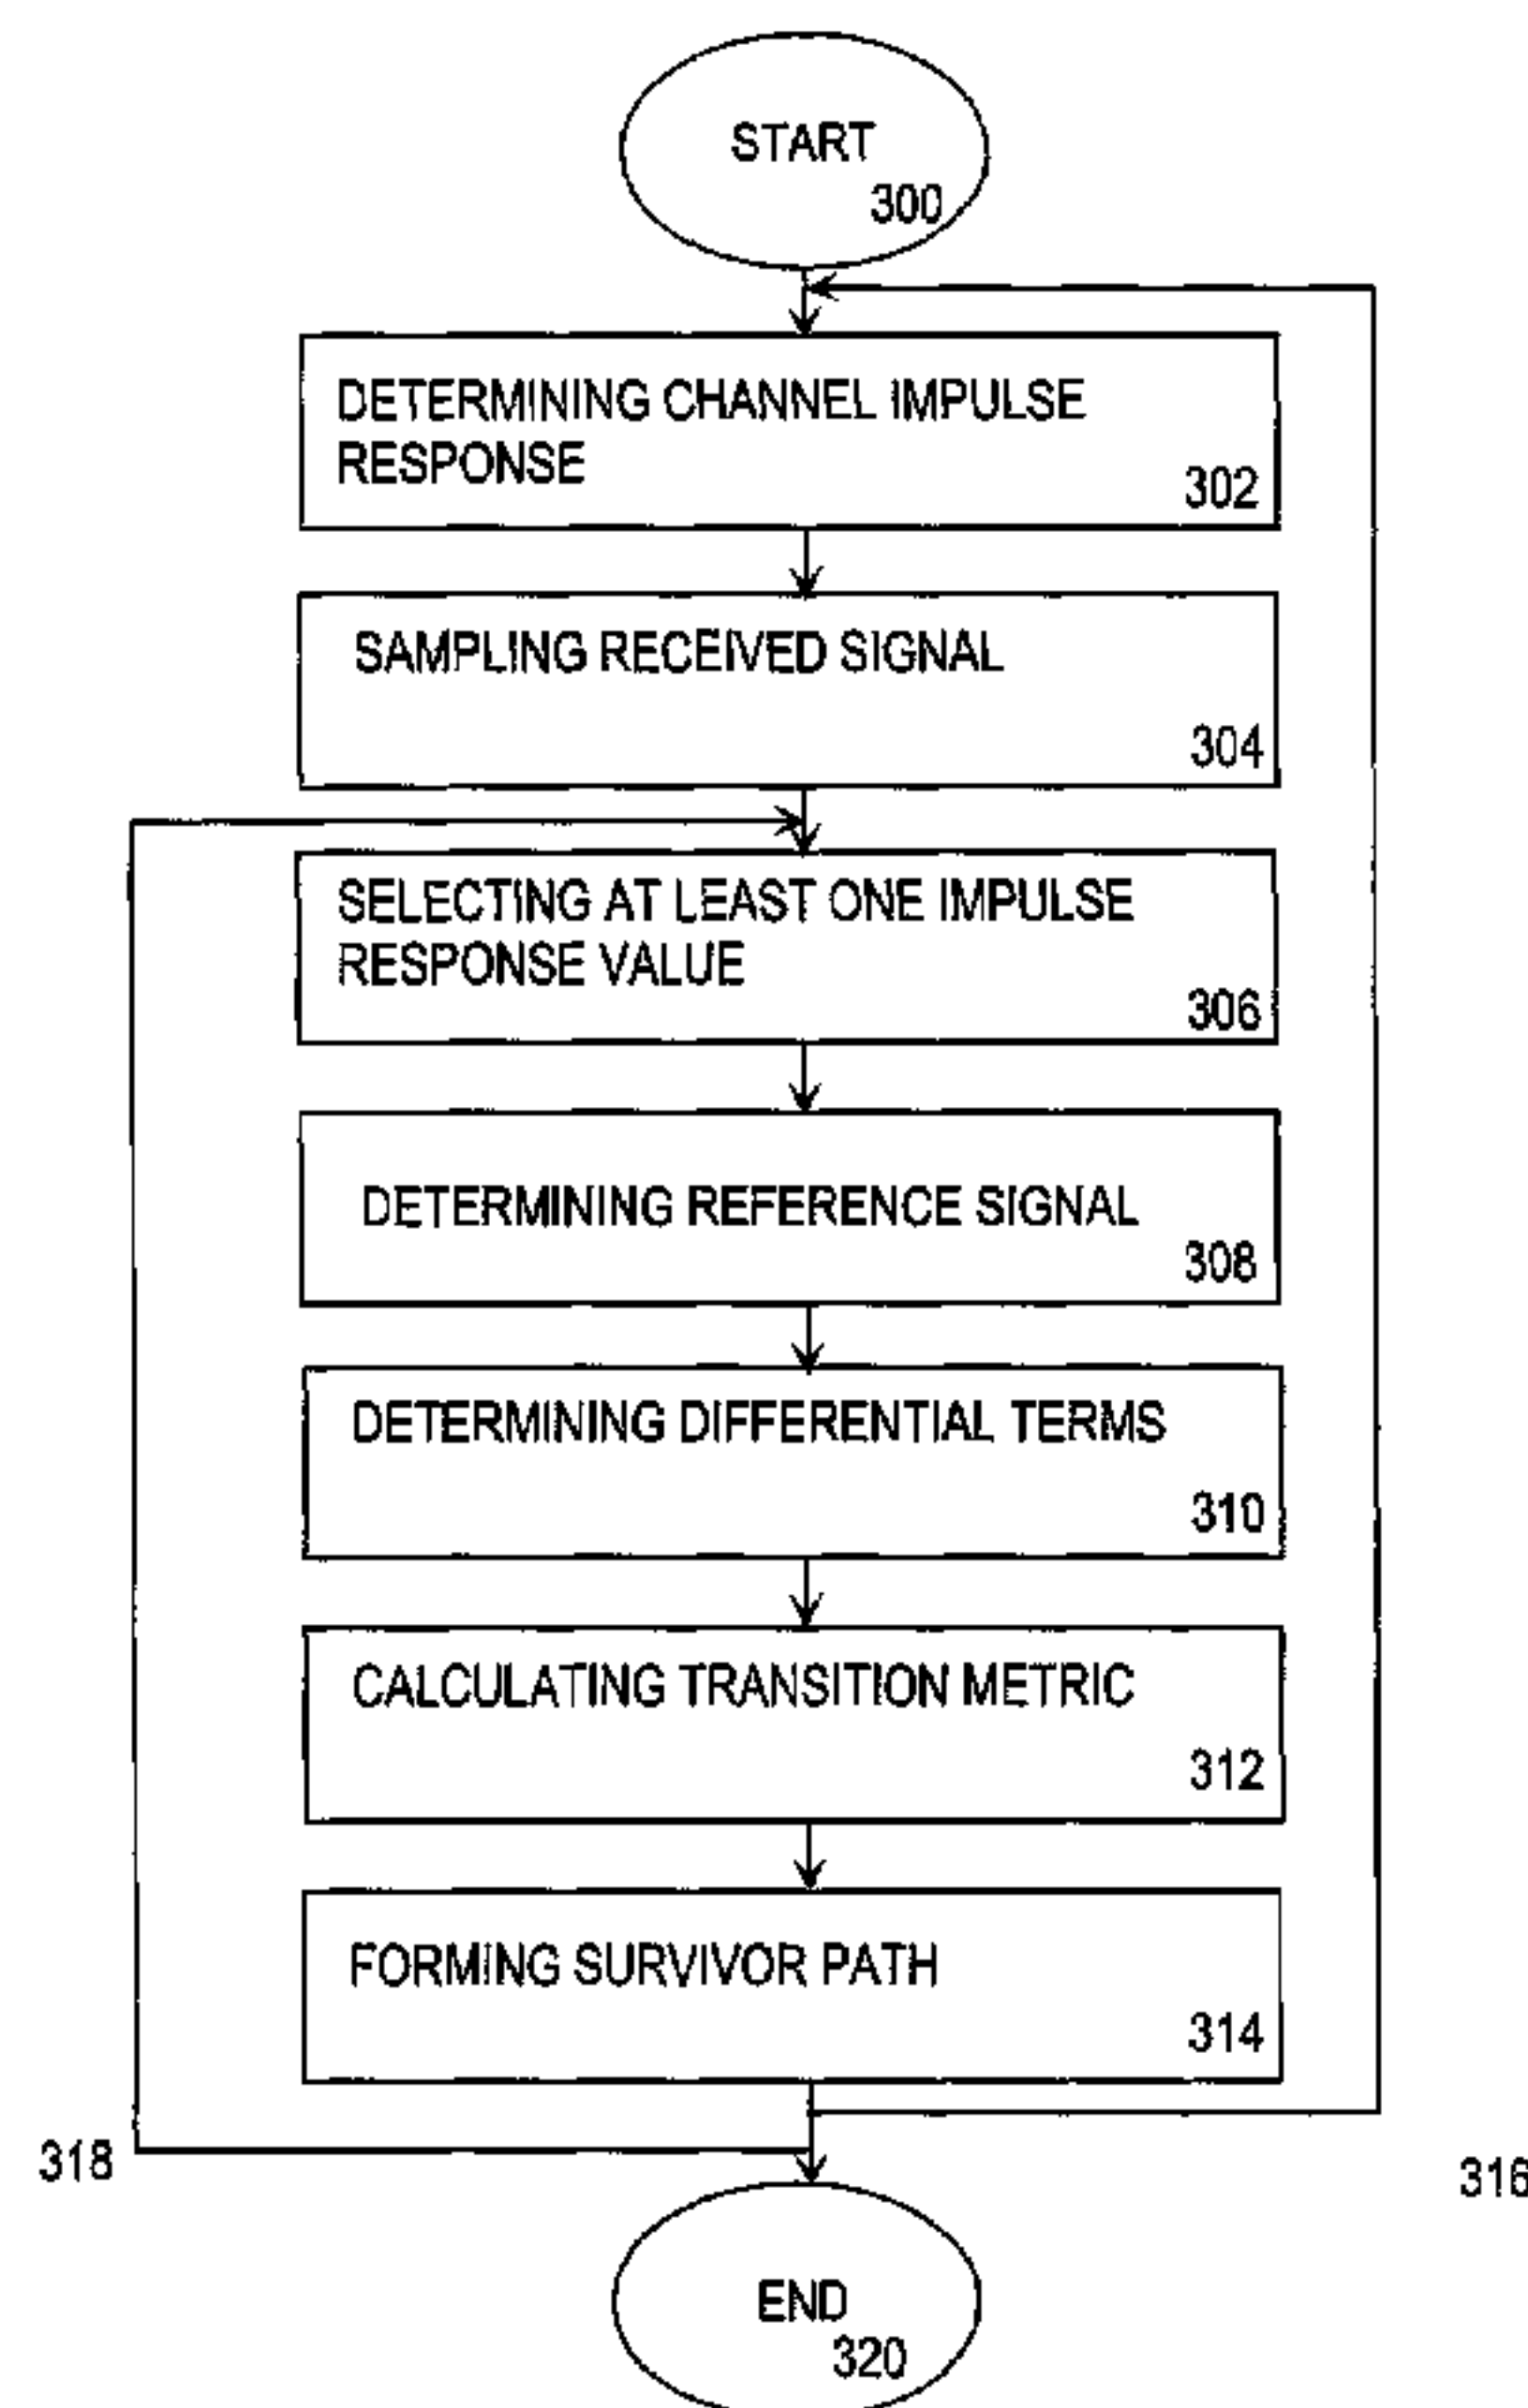 START
300
DETERMINING CHANNEL IMPULSE
RESPONSE
302
SAMPLING RECEIVED SIGNAL
304
SELECTING AT LEAST ONE IMPULSE
RESPONSE VALUE
306
DETERMINING REFERENCE SIGNAL
308
DETERMINING DIFFERENTIAL TERMS
310
CALCULATING TRANSITION METRIC
312
FORMING SURVIVOR PATH
314
318
316
END
320